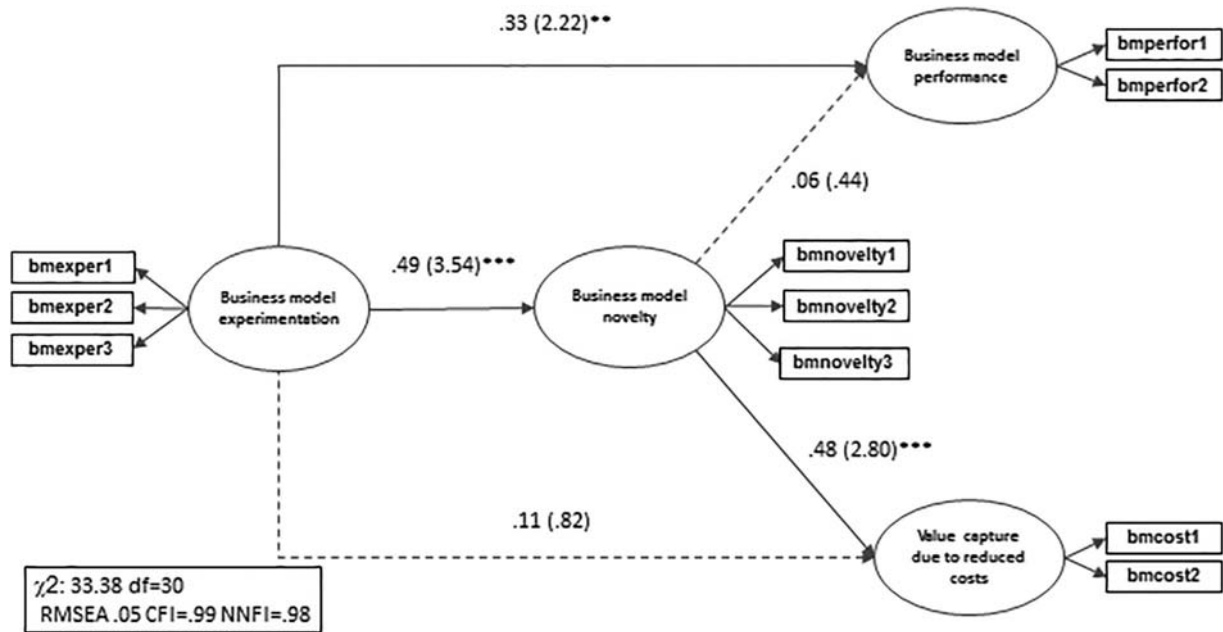 .33 (2.22)**
Business model
performance
bmperfor1
bmperfor2
.06 (.44)
bmexper1
bmexper2
bmexper3
Business model
experimentation
.49 (3.54)***
Business model
novelty
bmnovelty1
bmnovelty2
bmnovelty3
.48 (2.80)***
.11 (.82)
Value capture
due to reduced
costs
bmcost1
bmcost2
χ2: 33.38 df=30
RMSEA .05 CFI=.99 NNFI=.98